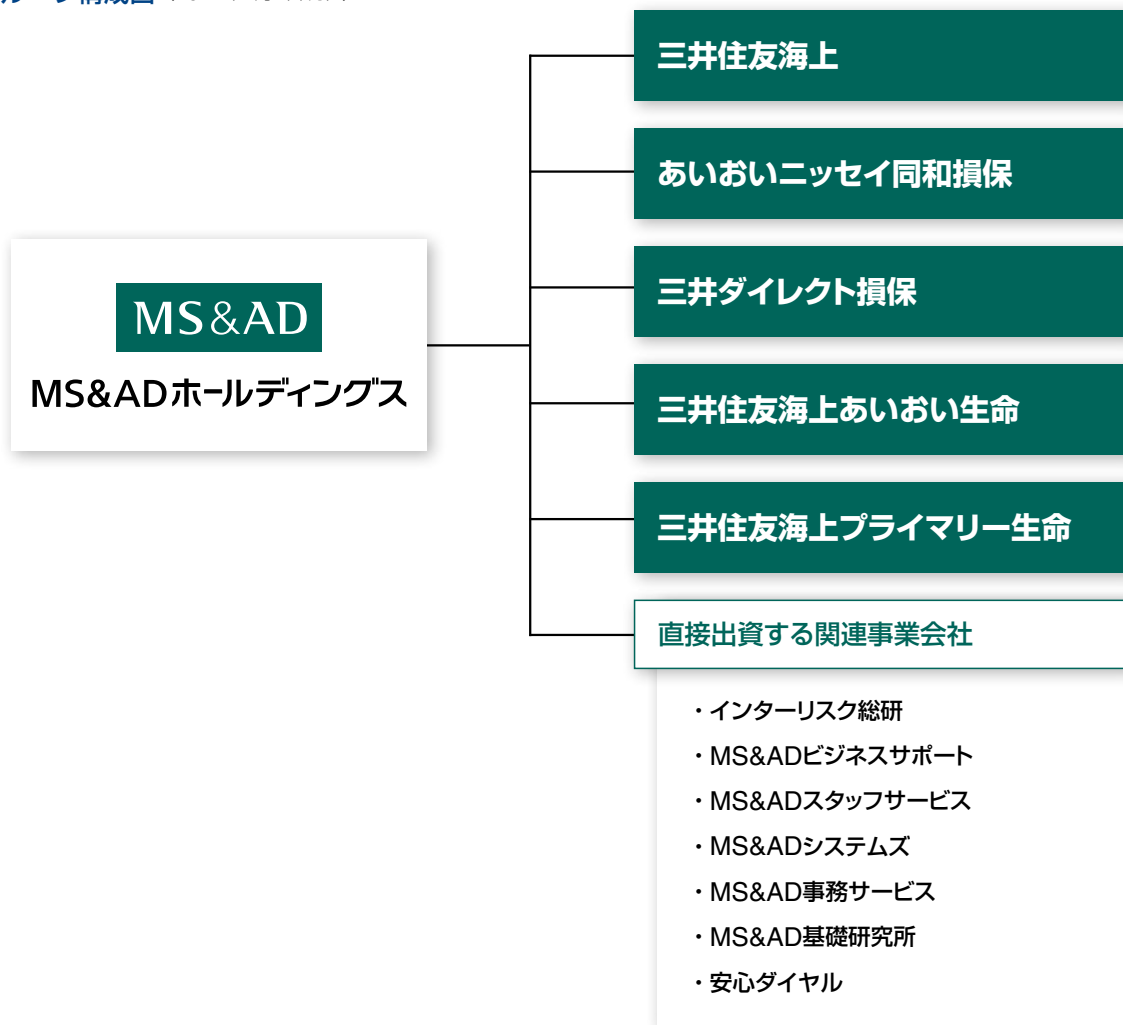 三井住友海上
あいおいニッセイ同和損保
三井ダイレクト損保
MS&AD
MS&ADホールディングス
三井住友海上あいおい生命
三井住友海上プライマリー生命
直接出資する関連事業会社
・インターリスク総研
・MS&ADビジネスサポート
・MS&ADスタッフサービス
・MS&ADシステムズ
・MS&AD事務サービス
・MS&AD基礎研究所
・安心ダイヤル